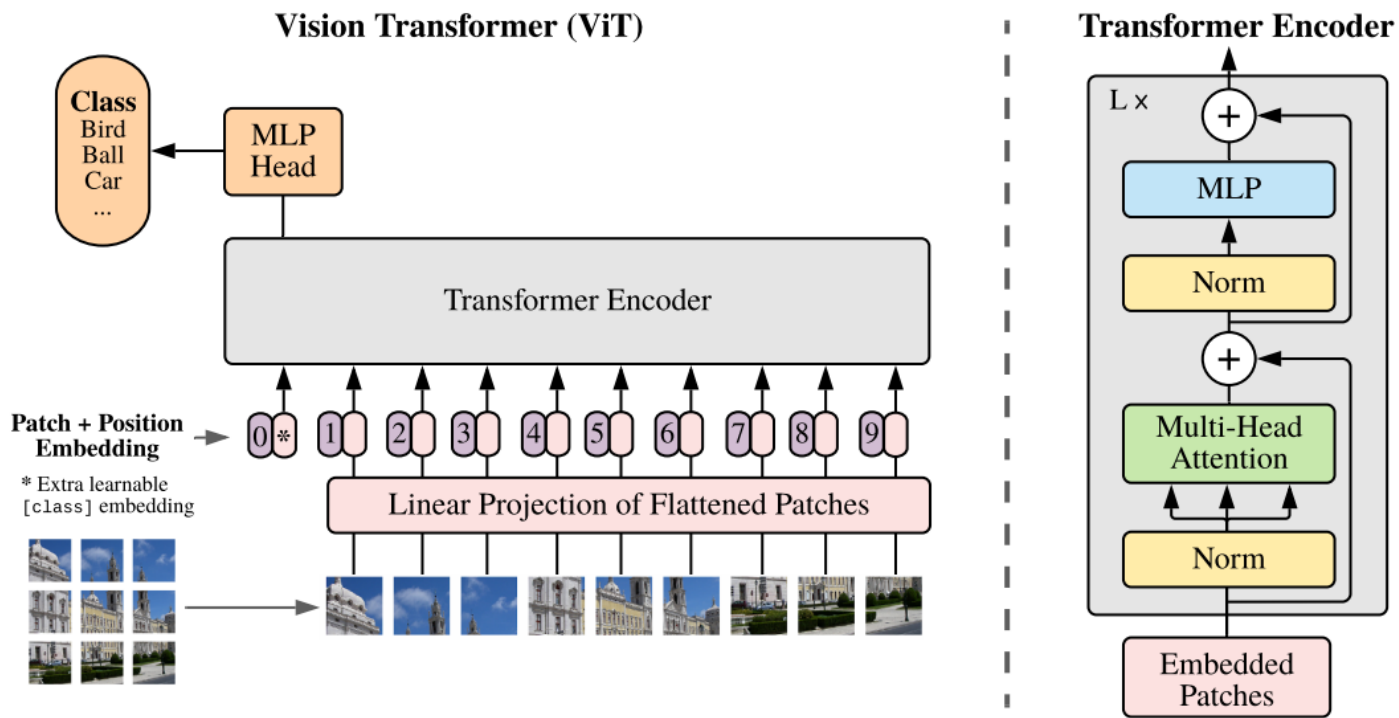 Vision Transformer (ViT)
Class
Bird
Ball
Car
...
MLP
Head
Transformer Encoder
Patch + Position
Embedding
* Extra learnable
[class] embedding
0 * 1 2 3 4 5 6 7 8 9
Linear Projection of Flattened Patches
Transformer Encoder
L ×
+
MLP
Norm
+
Multi-Head
Attention
Norm
Embedded
Patches